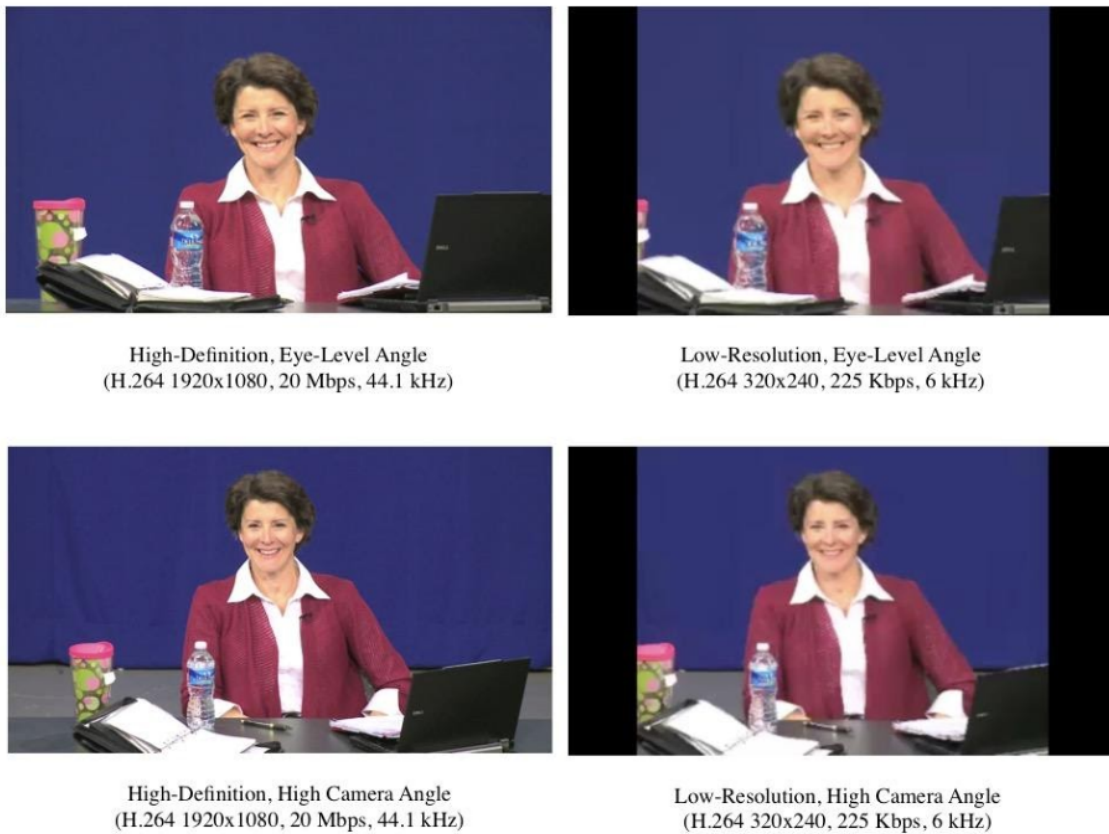 High-Definition, Eye-Level Angle
(H.264 1920x1080, 20 Mbps, 44.1 kHz)
Low-Resolution, Eye-Level Angle
(H.264 320x240, 225 Kbps, 6 kHz)
High-Definition, High Camera Angle
(H.264 1920x1080, 20 Mbps, 44.1 kHz)
Low-Resolution, High Camera Angle
(H.264 320x240, 225 Kbps, 6 kHz)